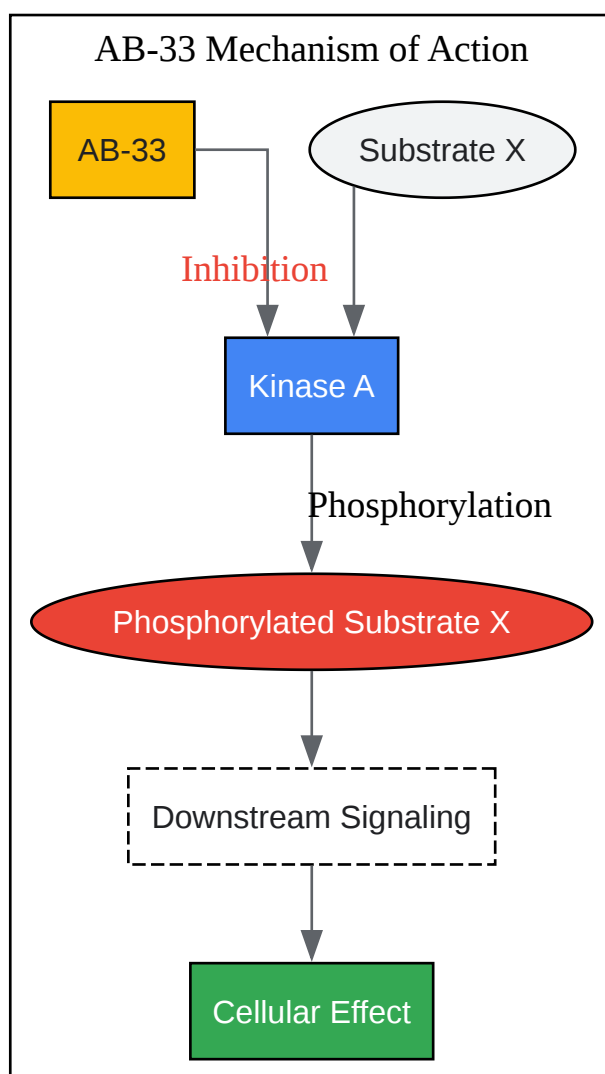 AB-33 Mechanism of Action
AB-33
Substrate X
Inhibition
Kinase A
Phosphorylation
Phosphorylated Substrate X
Downstream Signaling
Cellular Effect